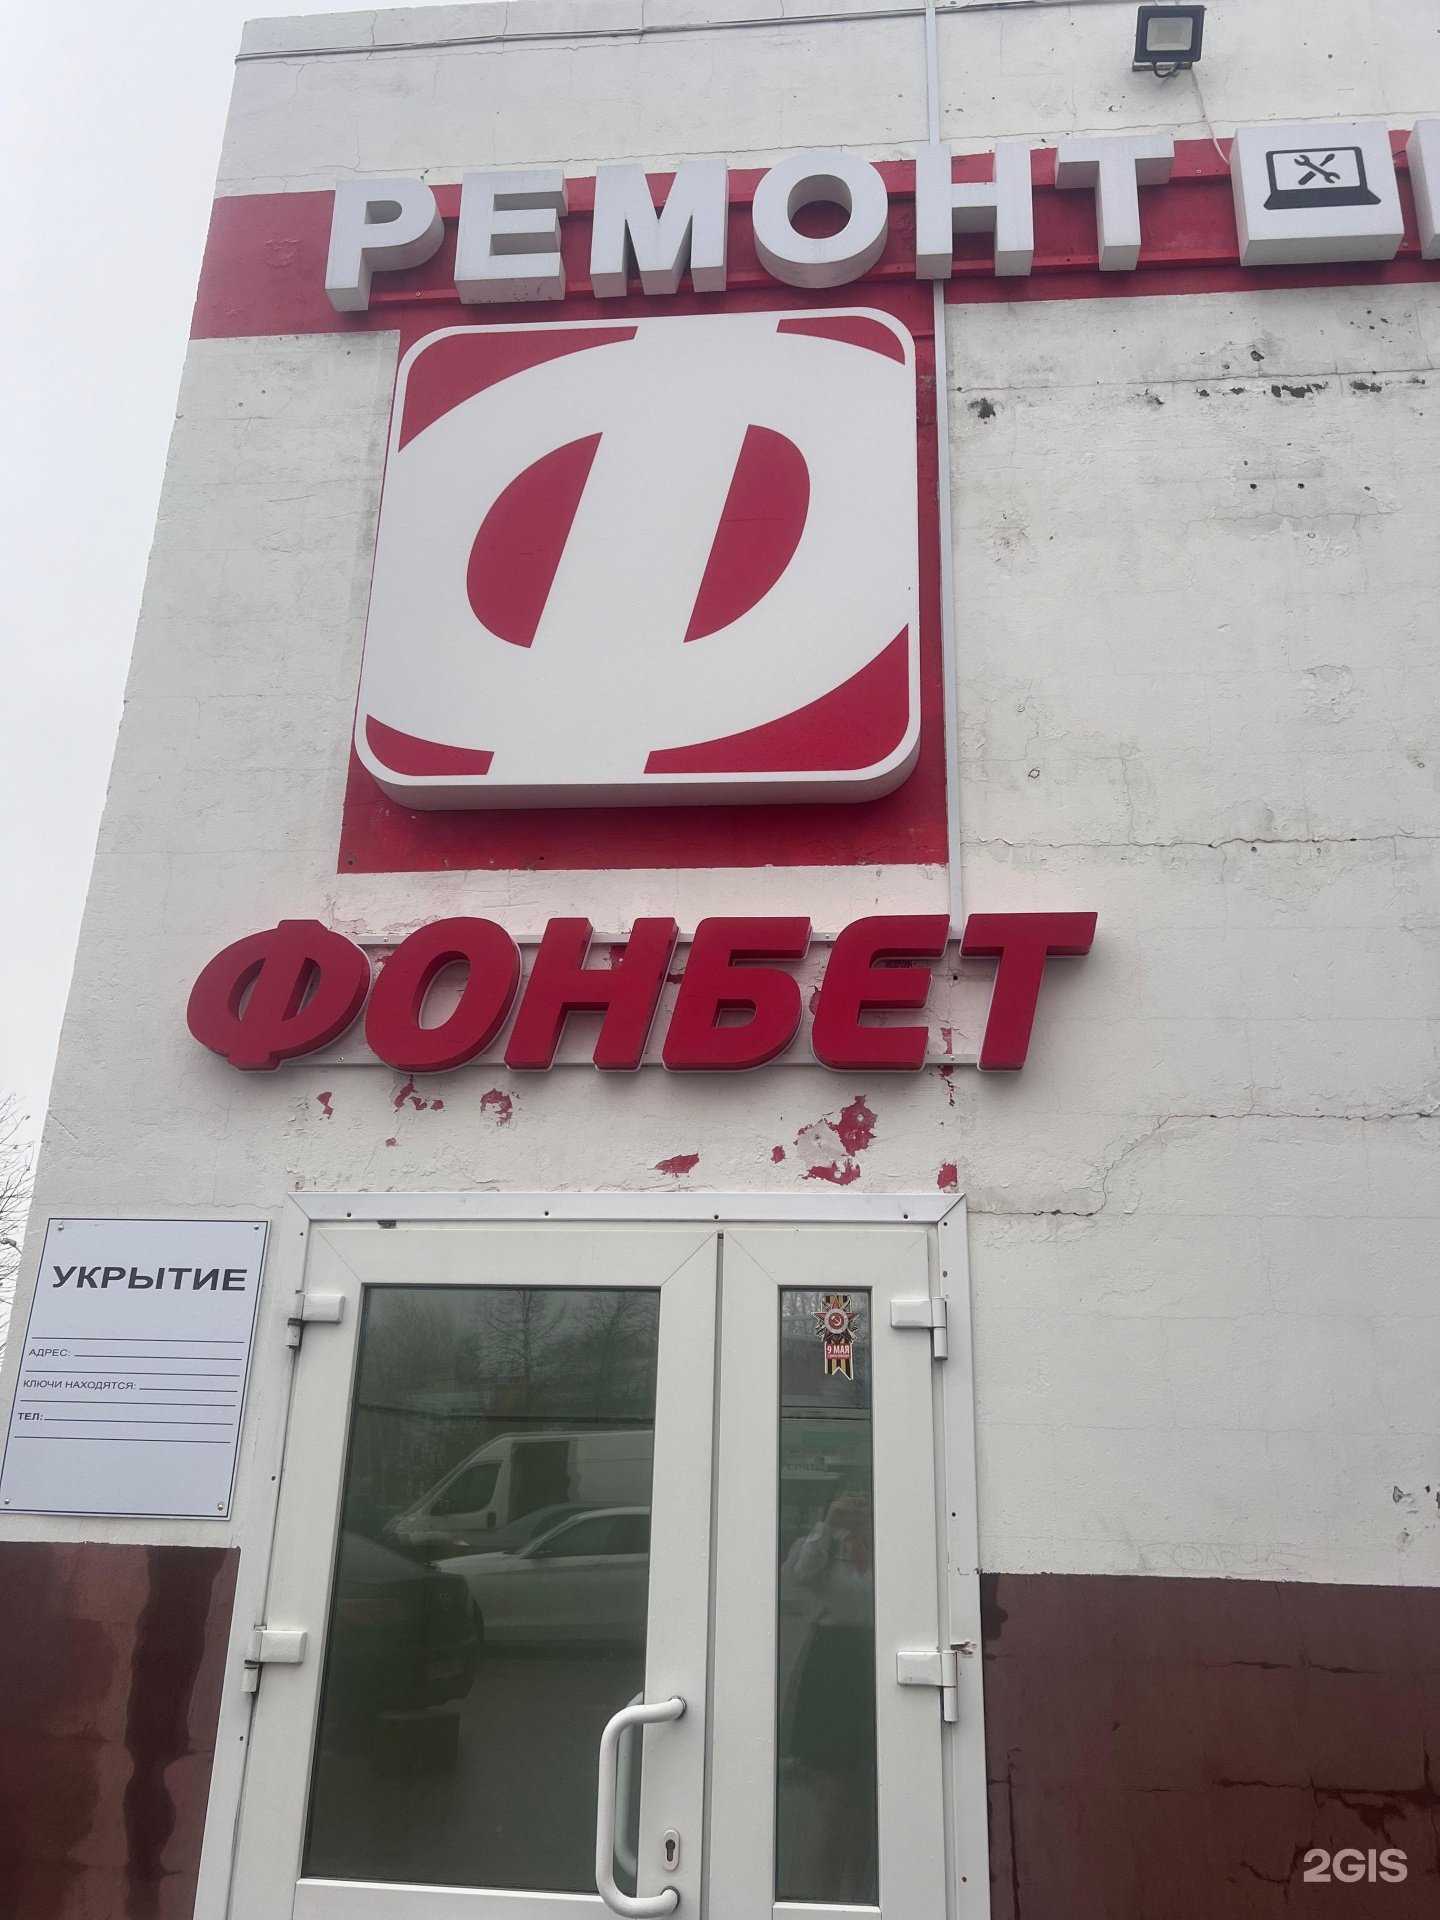 РЕМОНТ
Ф
ФОНБЕТ
УКРЫТИЕ
АДРЕС:
КЛЮЧИ НАХОДЯТСЯ:
ТЕЛ:
9 МАЯ
2GIS